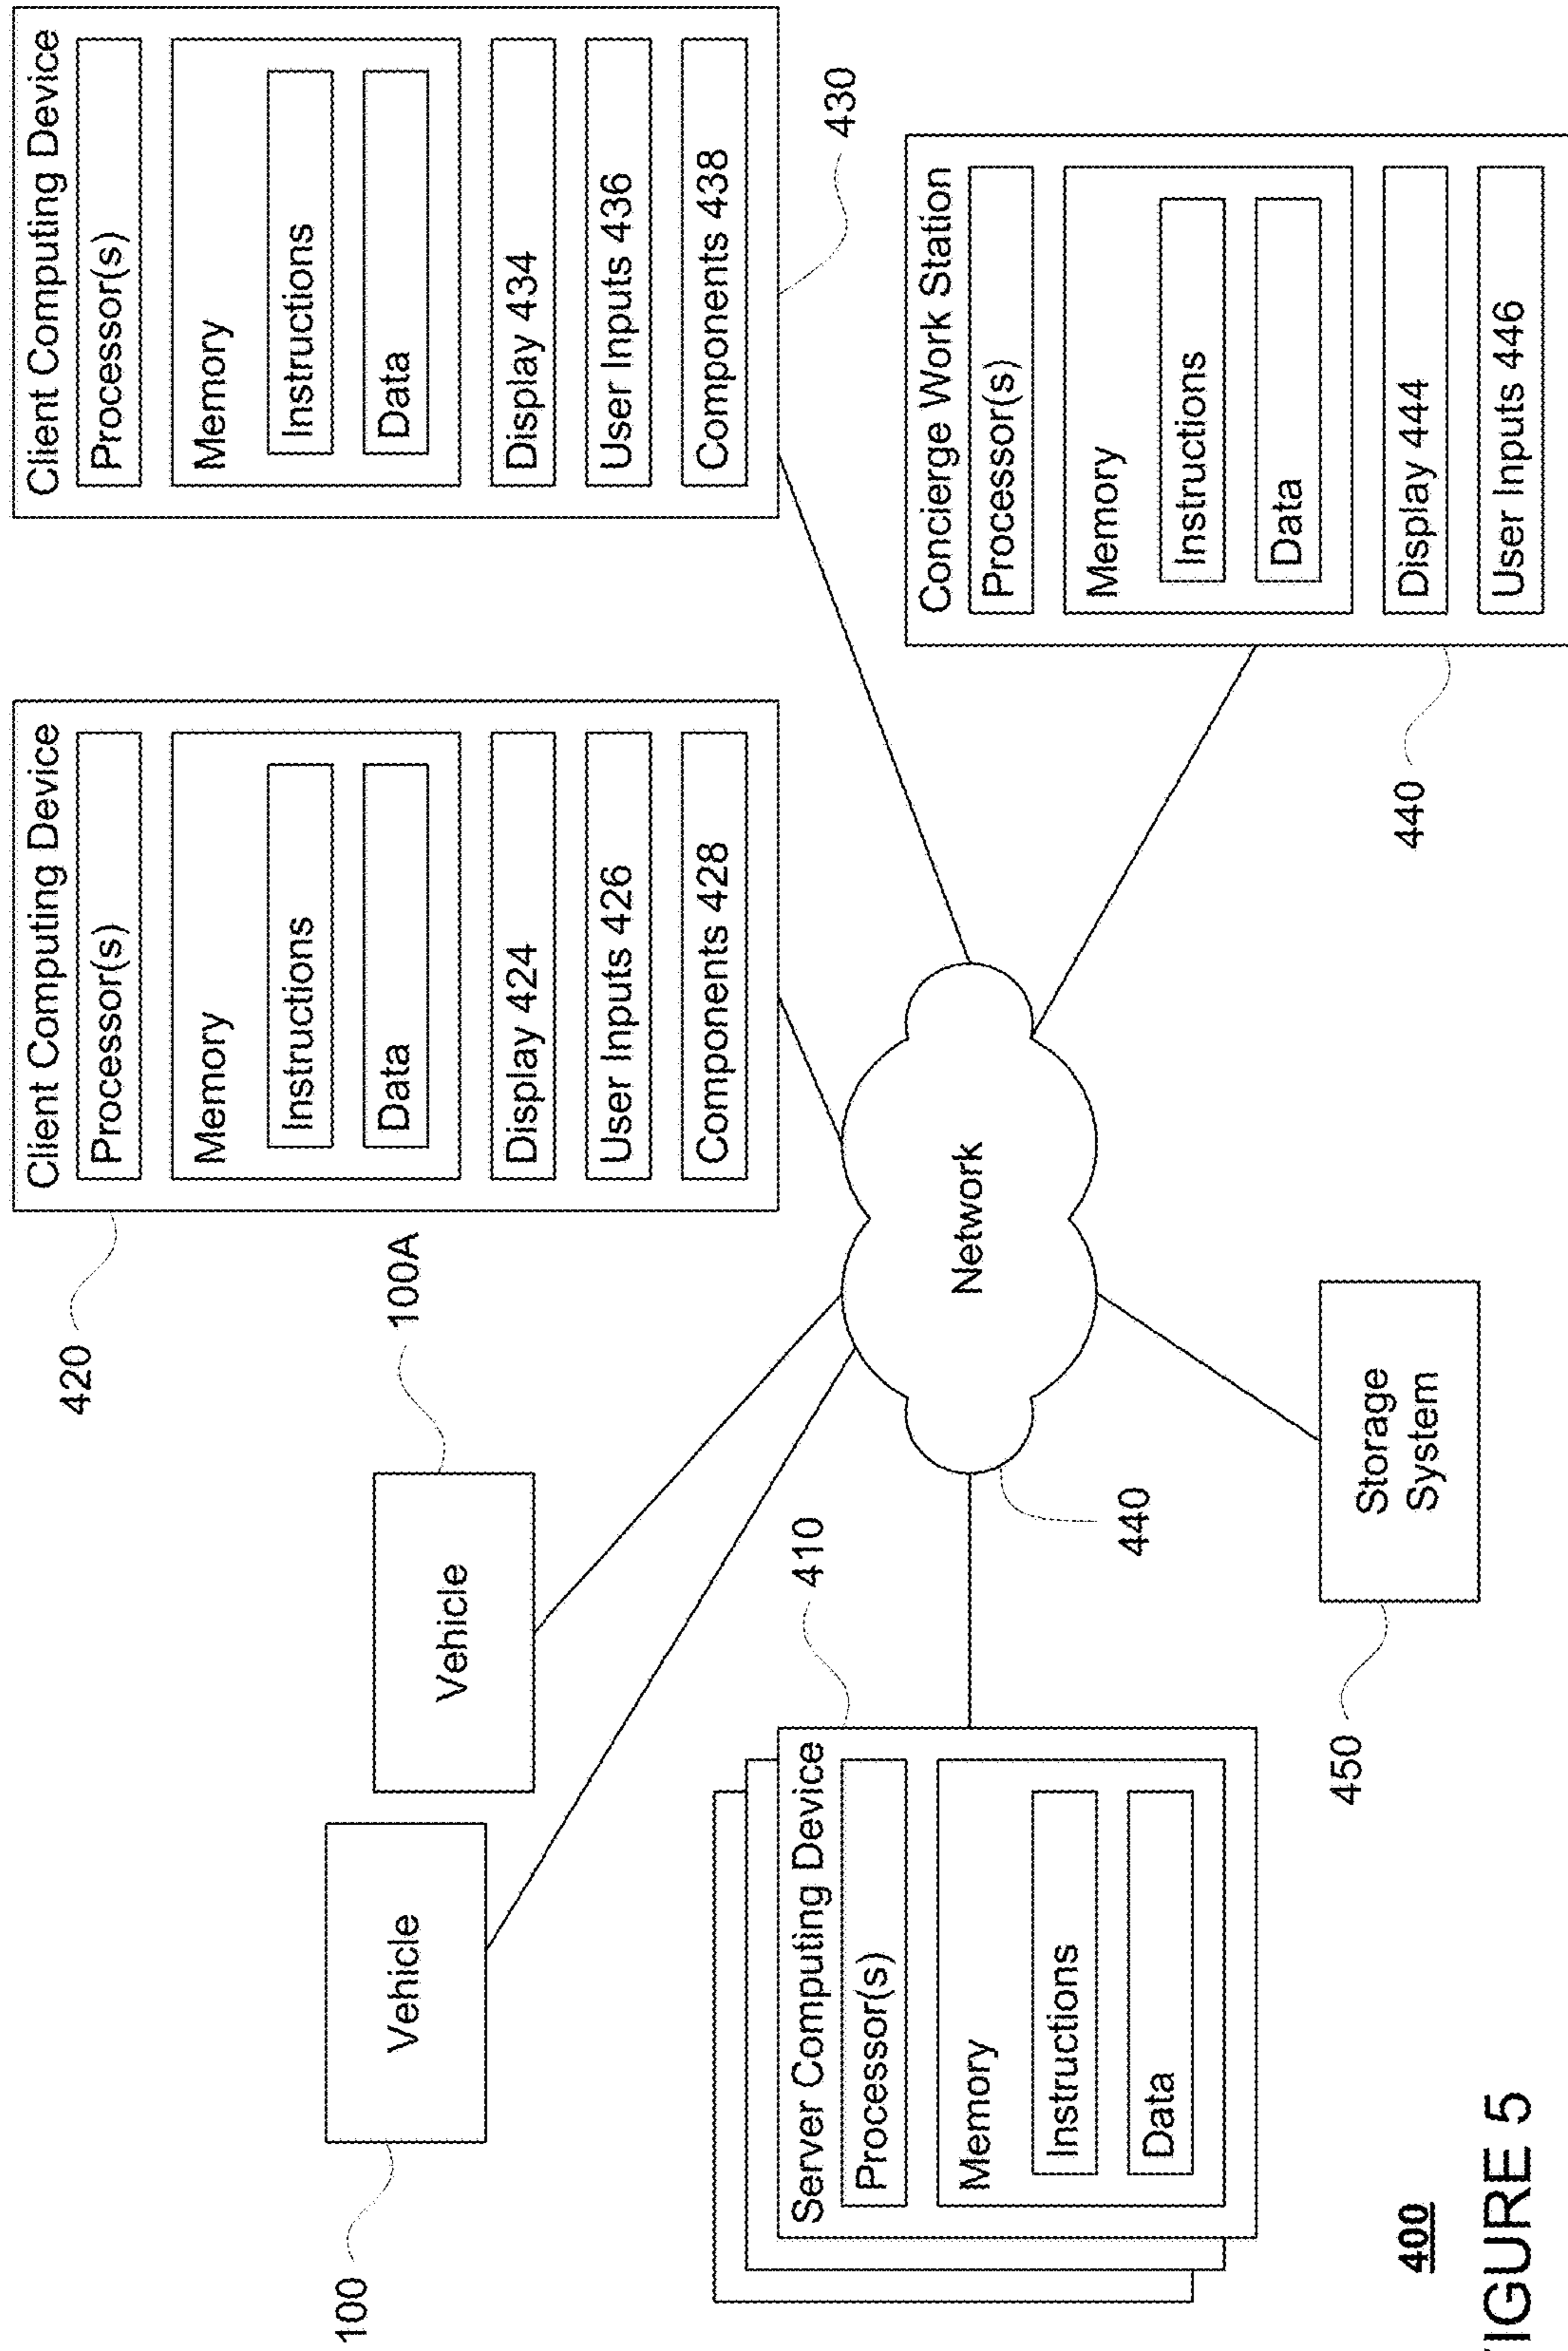 Client Computing Device
Processor(s)
Memory
Instructions
Data
Display 424
User Inputs 426
Components 428
420
Client Computing Device
Processor(s)
Memory
Instructions
Data
Display 434
User Inputs 436
Components 438
430
Vehicle
100
Vehicle
100A
Server Computing Device
Processor(s)
Memory
Instructions
Data
410
Network
440
Concierge Work Station
Processor(s)
Memory
Instructions
Data
Display 444
User Inputs 446
440
Storage
System
450
400
IGURE 5